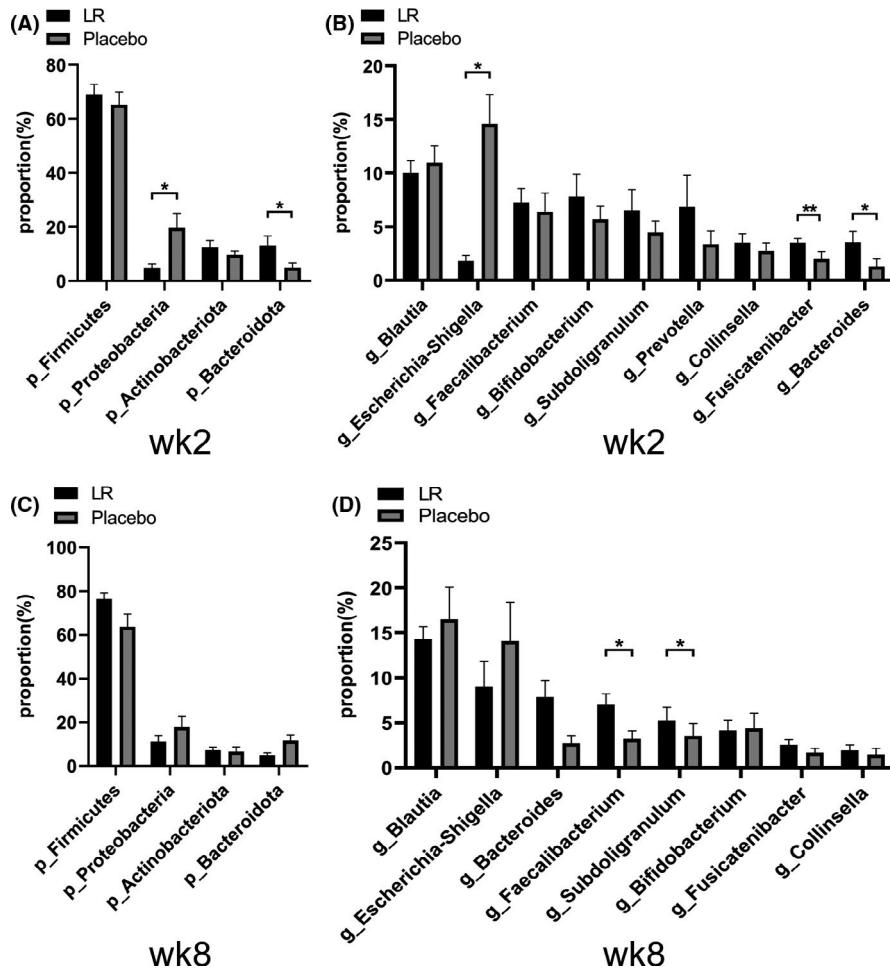 (A)
LR
Placebo
proportion(%)
80
60
40
20
0
*
*
p_Firmicutes
p_Proteobacteria
p_Actinobacteriota
p_Bacteroidota
wk2
(B)
LR
Placebo
proportion(%)
20
15
10
5
0
*
**
*
g_Blautia
g_Escherichia-Shigella
g_Faecalibacterium
g_Bifidobacterium
g_Subdoligranulum
g_Prevotella
g_Collinsella
g_Fusicatenibacter
g_Bacteroides
wk2
(C)
LR
Placebo
proportion(%)
100
80
60
40
20
0
p_Firmicutes
p_Proteobacteria
p_Actinobacteriota
p_Bacteroidota
wk8
(D)
LR
Placebo
proportion(%)
25
20
15
10
5
0
*
*
g_Blautia
g_Escherichia-Shigella
g_Bacteroides
g_Faecalibacterium
g_Subdoligranulum
g_Bifidobacterium
g_Fusicatenibacter
g_Collinsella
wk8